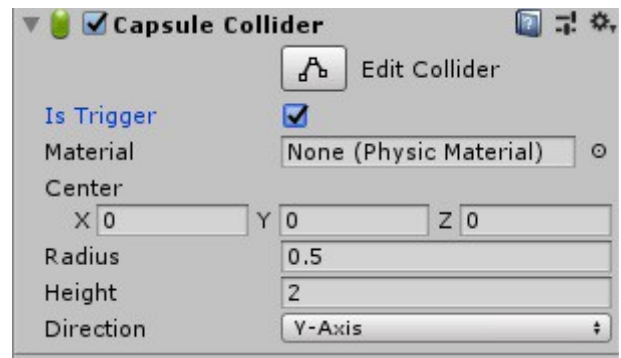 Capsule Collider
Edit Collider
Is Trigger
Material None (Physic Material)
Center
X 0 Y 0 Z 0
Radius 0.5
Height 2
Direction Y-Axis